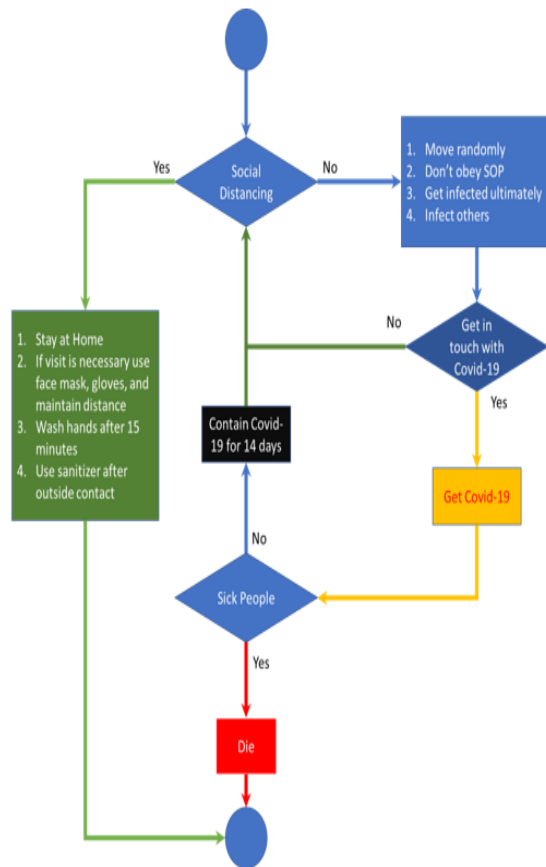 Yes
Social
Distancing
No
1. Move randomly
2. Don't obey SOP
3. Get infected ultimately
4. Infect others
1. Stay at Home
2. If visit is necessary use
face mask, gloves, and
maintain distance
3. Wash hands after 15
minutes
4. Use sanitizer after
outside contact
No
Get in
touch with
Covid-19
Yes
Contain Covid-
19 for 14 days
Get Covid-19
No
Sick People
Yes
Die